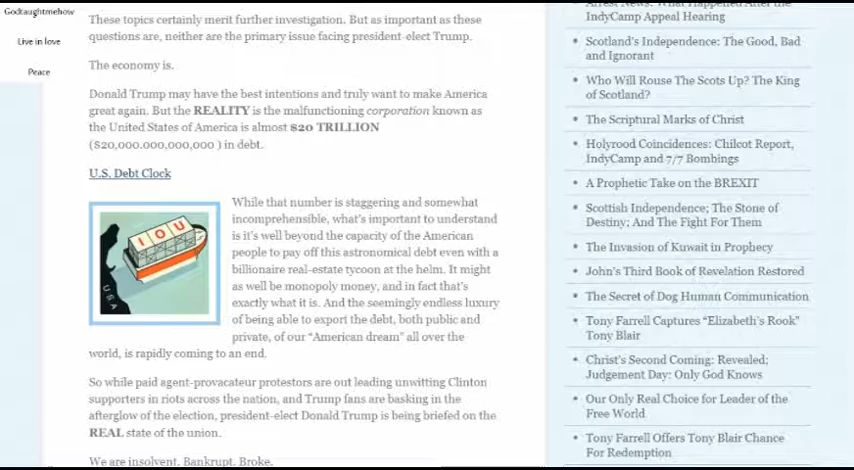 Godtaughtmehow
Live in love
Peace
These topics certainly merit further investigation. But as important as these
questions are, neither are the primary issue facing president-elect Trump.
The economy is.
Donald Trump may have the best intentions and truly want to make America
great again. But the REALITY is the malfunctioning corporation known as
the United States of America is almost $20 TRILLION
($20,000,000,000,000 ) in debt.
U.S. Debt Clock
I O U
USA
While that number is staggering and somewhat
incomprehensible, what's important to understand
is it's well beyond the capacity of the American
people to pay off this astronomical debt even with a
billionaire real-estate tycoon at the helm. It might
as well be monopoly money, and in fact that's
exactly what it is. And the seemingly endless luxury
of being able to export the debt, both public and
private, of our “American dream” all over the
world, is rapidly coming to an end.
So while paid agent-provacateur protestors are out leading unwitting Clinton
supporters in riots across the nation, and Trump fans are basking in the
afterglow of the election, president-elect Donald Trump is being briefed on the
REAL state of the union.
We are insolvent. Bankrupt. Broke.
Arrest News: What Happened After the
IndyCamp Appeal Hearing
Scotland's Independence: The Good, Bad
and Ignorant
Who Will Rouse The Scots Up? The King
of Scotland?
The Scriptural Marks of Christ
Holyrood Coincidences: Chilcot Report,
IndyCamp and 7/7 Bombings
A Prophetic Take on the BREXIT
Scottish Independence; The Stone of
Destiny; And The Fight For Them
The Invasion of Kuwait in Prophecy
John's Third Book of Revelation Restored
The Secret of Dog Human Communication
Tony Farrell Captures “Elizabeth's Rook”
Tony Blair
Christ's Second Coming: Revealed;
Judgement Day: Only God Knows
Our Only Real Choice for Leader of the
Free World
Tony Farrell Offers Tony Blair Chance
For Redemption